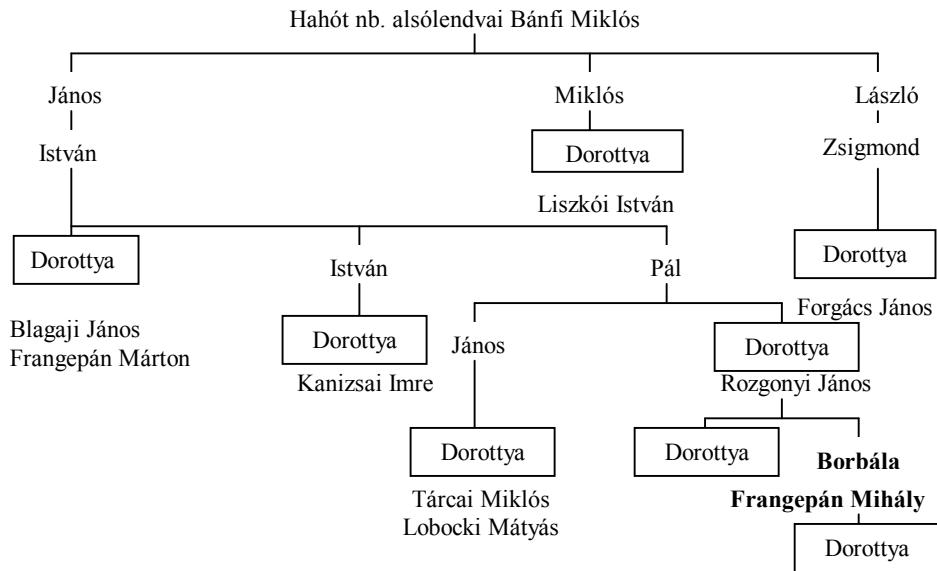 Hahót nb. alsólendvai Bánfi Miklós
János Miklós László
István Dorottya Zsigmond
Liszkói István
Dorottya István Pál Dorottya
Blagaji János
Frangepán Márton
Dorottya
Kanizsai Imre
János
Dorottya
Forgács János
Rozgonyi János
Dorottya
Tárcai Miklós
Lobocki Mátyás
Dorottya
Borbála
Frangepán Mihály
Dorottya